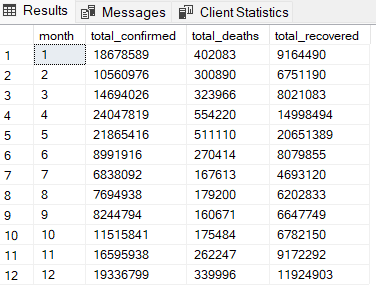 Results Messages Client Statistics
month total_confirmed total_deaths total_recovered
1 1 18678589 402083 9164490
2 2 10560976 300890 6751190
3 3 14694026 323966 8021083
4 4 24047819 554220 14998494
5 5 21865416 511110 20651389
6 6 8991916 270414 8079855
7 7 6838092 167613 4693120
8 8 7694938 179200 6202833
9 9 8244794 160671 6647749
10 10 11515841 175484 6782150
11 11 16595938 262247 9172292
12 12 19336799 339996 11924903